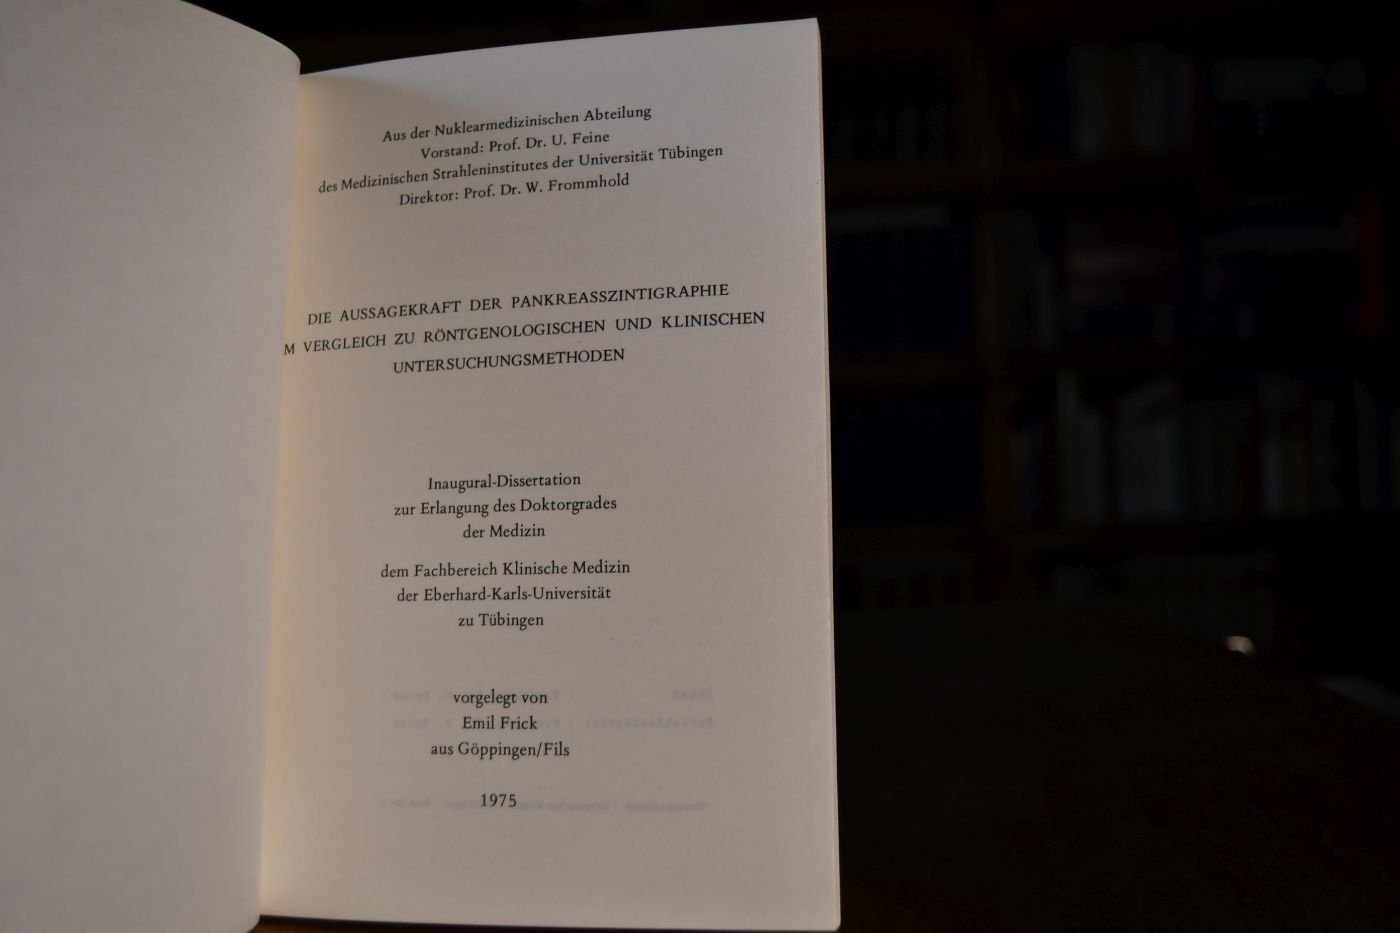 Aus der Nuklearmedizinischen Abteilung
Vorstand: Prof. Dr. U. Feine
des Medizinischen Strahleninstitutes der Universität Tübingen
Direktor: Prof. Dr. W. Frommhold
DIE AUSSAGEKRAFT DER PANKREASSZINTIGRAPHIE
M VERGLEICH ZU RÖNTGENOLOGISCHEN UND KLINISCHEN
UNTERSUCHUNGSMETHODEN
Inaugural-Dissertation
zur Erlangung des Doktorgrades
der Medizin
dem Fachbereich Klinische Medizin
der Eberhard-Karls-Universität
zu Tübingen
vorgelegt von
Emil Frick
aus Göppingen/Fils
1975